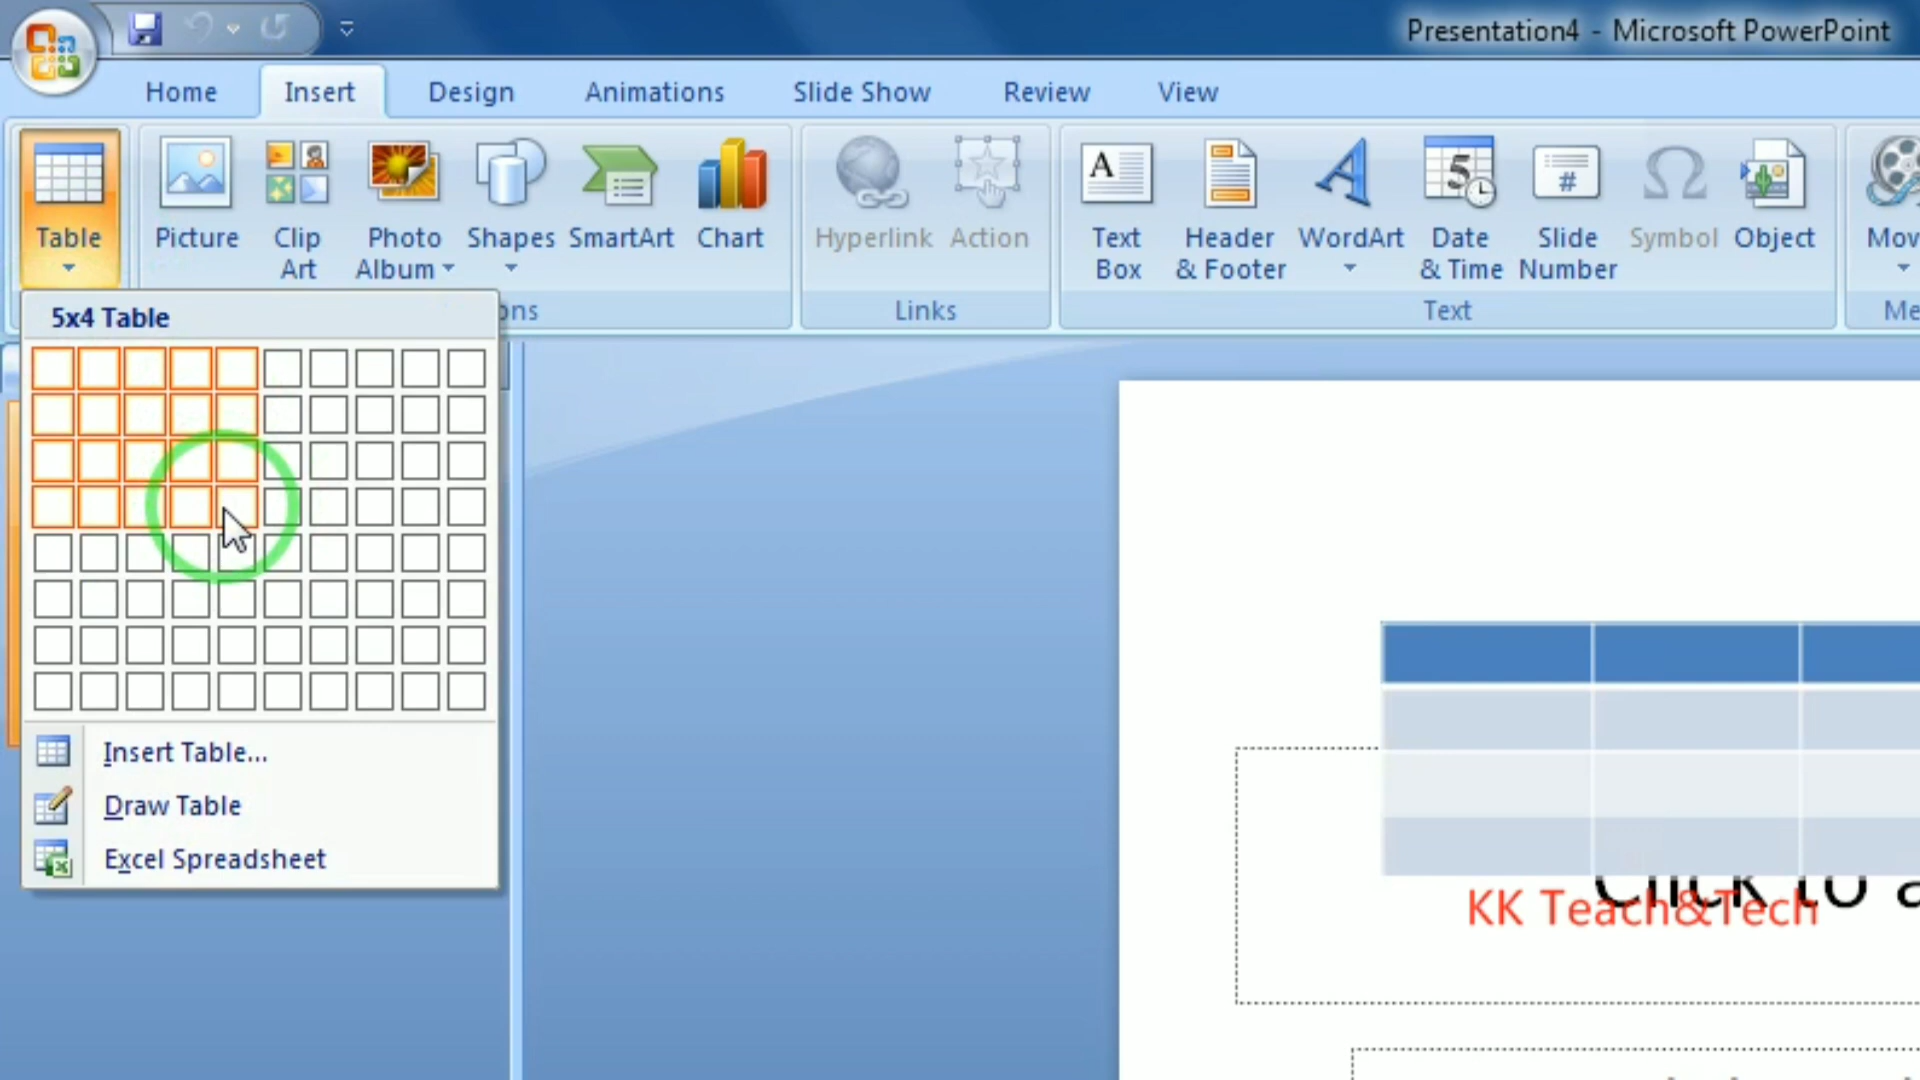 Presentation4 - Microsoft PowerPoint
Home Insert Design Animations Slide Show Review View
Table Picture Clip Art Photo Album Shapes SmartArt Chart Hyperlink Action Text Box Header & Footer WordArt Date & Time Slide Number Symbol Object
Links Text
5x4 Table
Insert Table...
Draw Table
Excel Spreadsheet
Click to
KK Teach&Tech